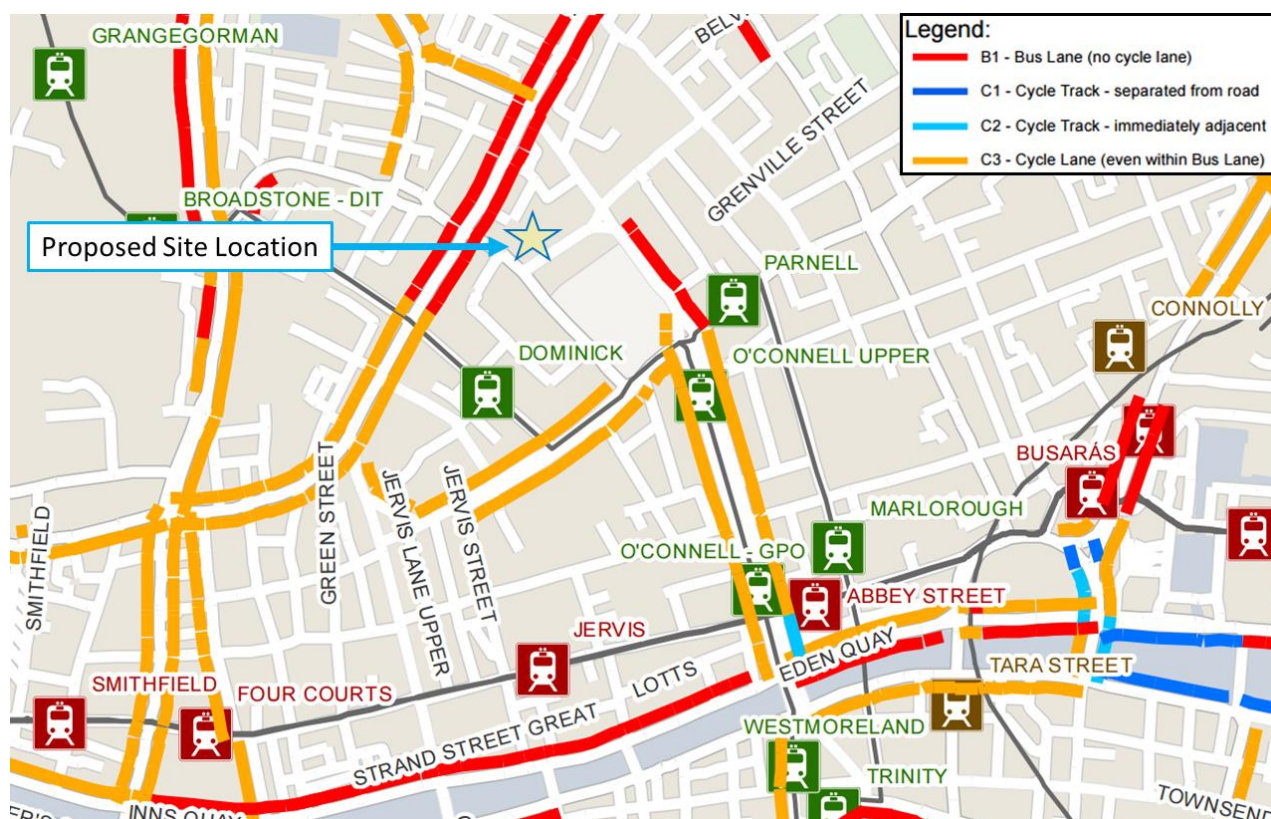 GRANGEGORMAN
Legend:
B1 - Bus Lane (no cycle lane)
C1 - Cycle Track - separated from road
C2 - Cycle Track - immediately adjacent
C3 - Cycle Lane (even within Bus Lane)
GRENVILLE STREET
BROADSTONE - DIT
Proposed Site Location
PARNELL
CONNOLLY
DOMINICK
O'CONNELL UPPER
BUSARÁS
GREEN STREET
JERVIS LANE UPPER
JERVIS STREET
MARLOROUGH
SMITHFIELD
O'CONNELL - GPO
ABBEY STREET
JERVIS
EDEN QUAY
TARA STREET
LOTTS
SMITHFIELD
FOUR COURTS
STRAND STREET GREAT
WESTMORELAND
TRINITY
INNS QUAY
TOWNSEND